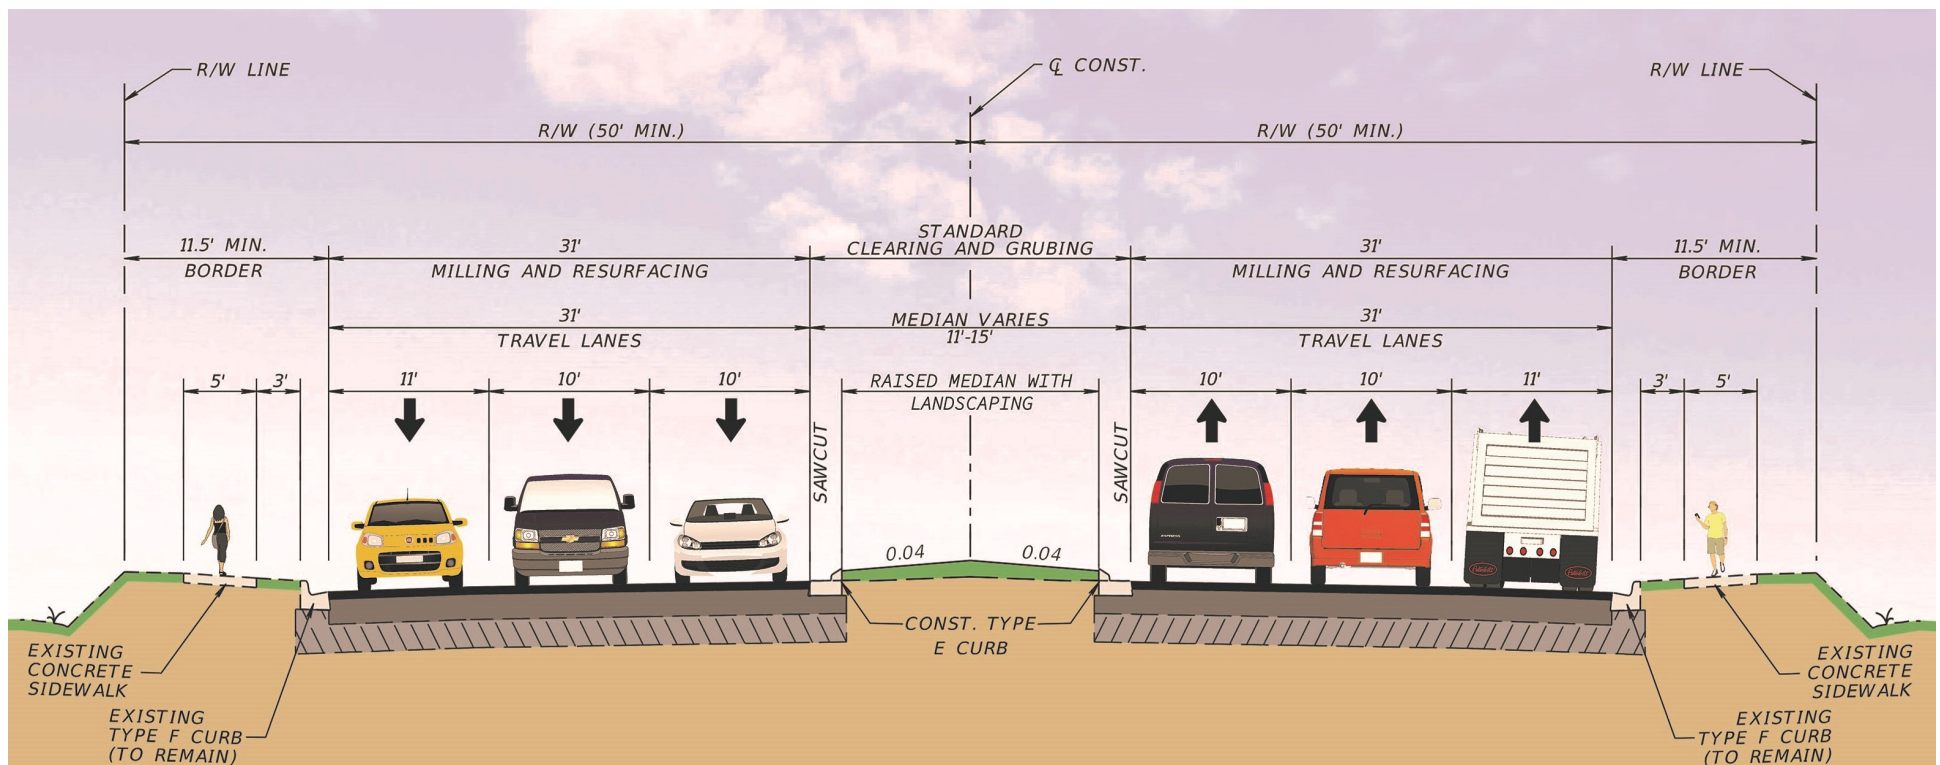 R/W LINE
℄ CONST.
R/W LINE
R/W (50' MIN.)
R/W (50' MIN.)
11.5' MIN.
BORDER
31'
MILLING AND RESURFACING
STANDARD
CLEARING AND GRUBING
31'
MILLING AND RESURFACING
11.5' MIN.
BORDER
31'
TRAVEL LANES
MEDIAN VARIES
11'-15'
31'
TRAVEL LANES
5'
3'
11'
10'
10'
RAISED MEDIAN WITH
LANDSCAPING
10'
10'
11'
3'
5'
SAWCUT
SAWCUT
0.04
0.04
CONST. TYPE
E CURB
EXISTING
CONCRETE
SIDEWALK
EXISTING
TYPE F CURB
(TO REMAIN)
EXISTING
CONCRETE
SIDEWALK
EXISTING
TYPE F CURB
(TO REMAIN)